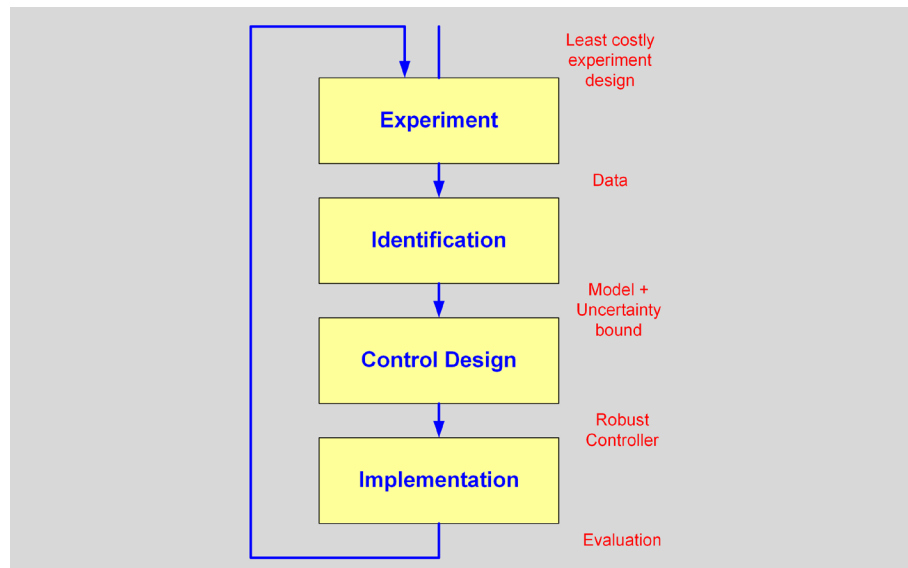 Least costly
experiment
design
Experiment
Data
Identification
Model +
Uncertainty
bound
Control Design
Robust
Controller
Implementation
Evaluation